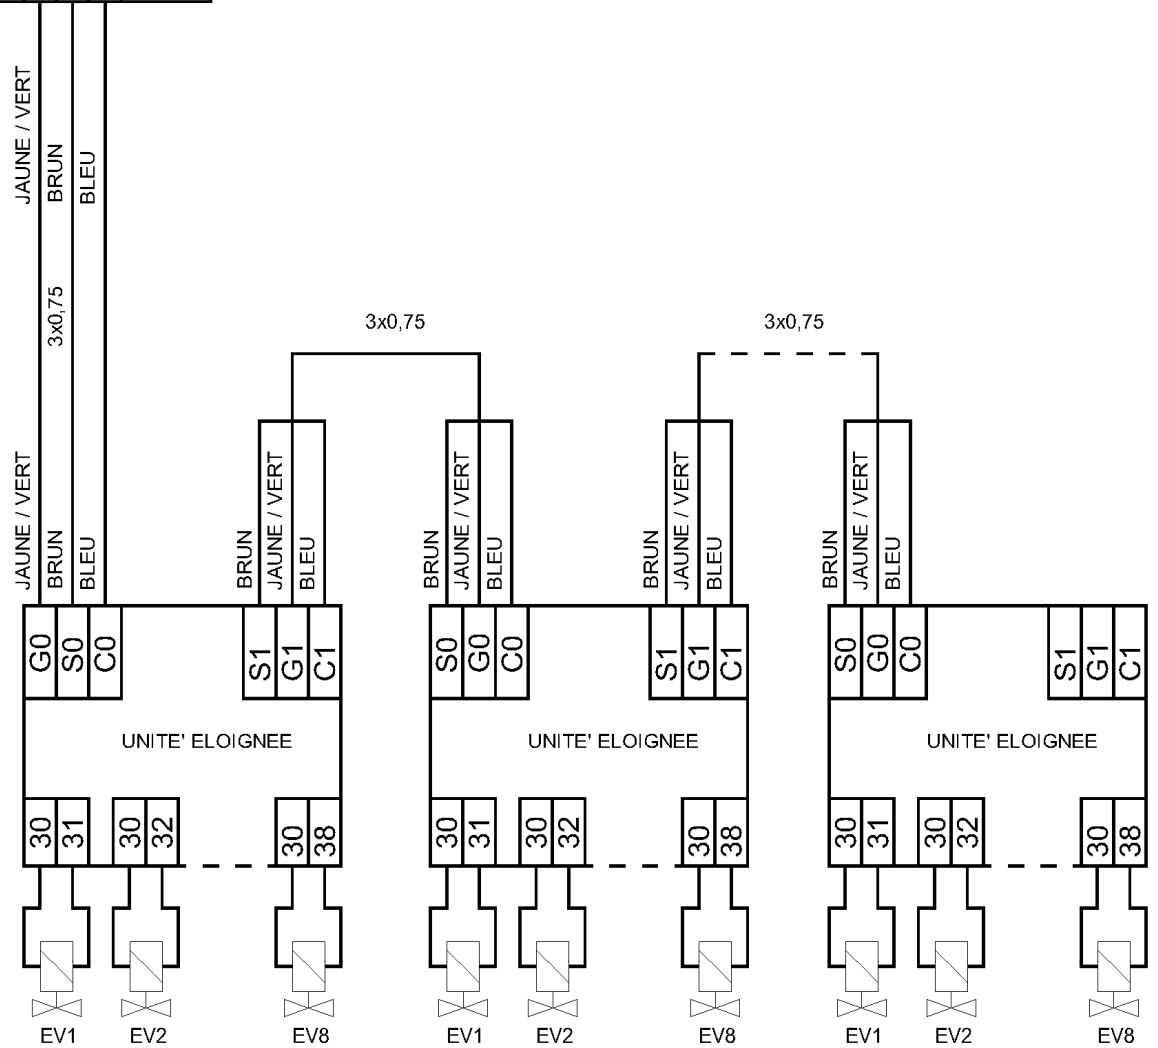 JAUNE / VERT
BRUN
BLEU
3x0,75
3x0,75
3x0,75
JAUNE / VERT
BRUN
BLEU
BRUN
JAUNE / VERT
BLEU
BRUN
JAUNE / VERT
BLEU
BRUN
JAUNE / VERT
BLEU
BRUN
JAUNE / VERT
BLEU
G0 S0 C0
S1 G1 C1
S0 G0 C0
S1 G1 C1
S0 G0 C0
S1 G1 C1
UNITE' ELOIGNEE
UNITE' ELOIGNEE
UNITE' ELOIGNEE
30 31
30 32
30 38
30 31
30 32
30 38
30 31
30 32
30 38
EV1
EV2
EV8
EV1
EV2
EV8
EV1
EV2
EV8